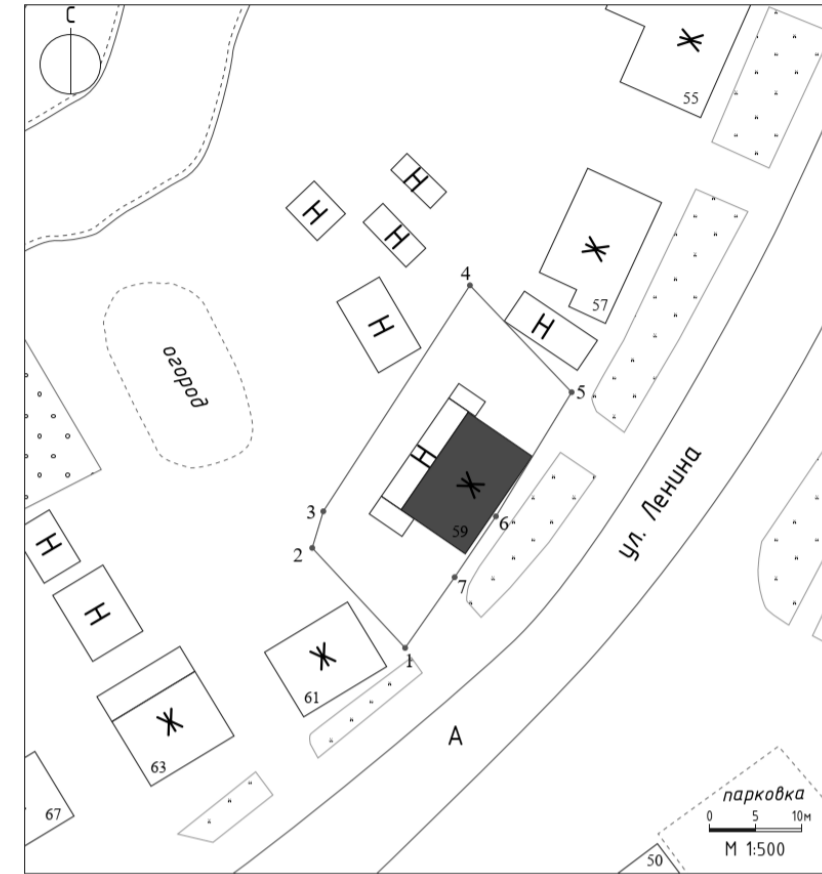 С
Ж
55
Н
Н
Н
Ж
57
4
Н
Н
5
огород
Н
Ж
59
3
6
ул. Ленина
2
7
Н
Н
1
Ж
61
Ж
63
А
67
парковка
0 5 10м
М 1:500
50